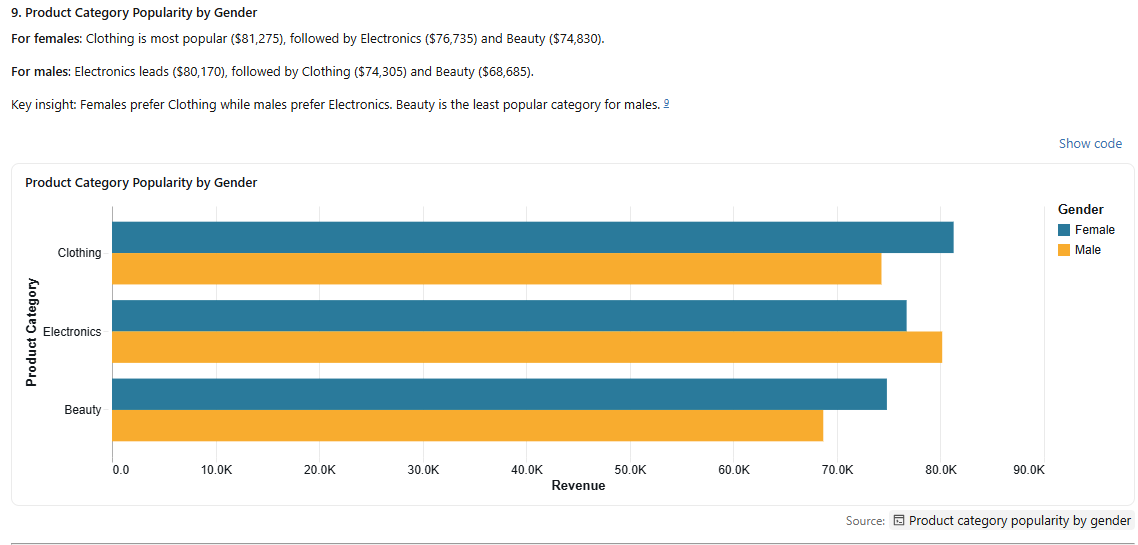 9. Product Category Popularity by Gender
For females: Clothing is most popular ($81,275), followed by Electronics ($76,735) and Beauty ($74,830).
For males: Electronics leads ($80,170), followed by Clothing ($74,305) and Beauty ($68,685).
Key insight: Females prefer Clothing while males prefer Electronics. Beauty is the least popular category for males. 9
Show code
Product Category Popularity by Gender
Gender
Female
Male
Product Category
Clothing
Electronics
Beauty
0.0 10.0K 20.0K 30.0K 40.0K 50.0K 60.0K 70.0K 80.0K 90.0K
Revenue
Source: Product category popularity by gender